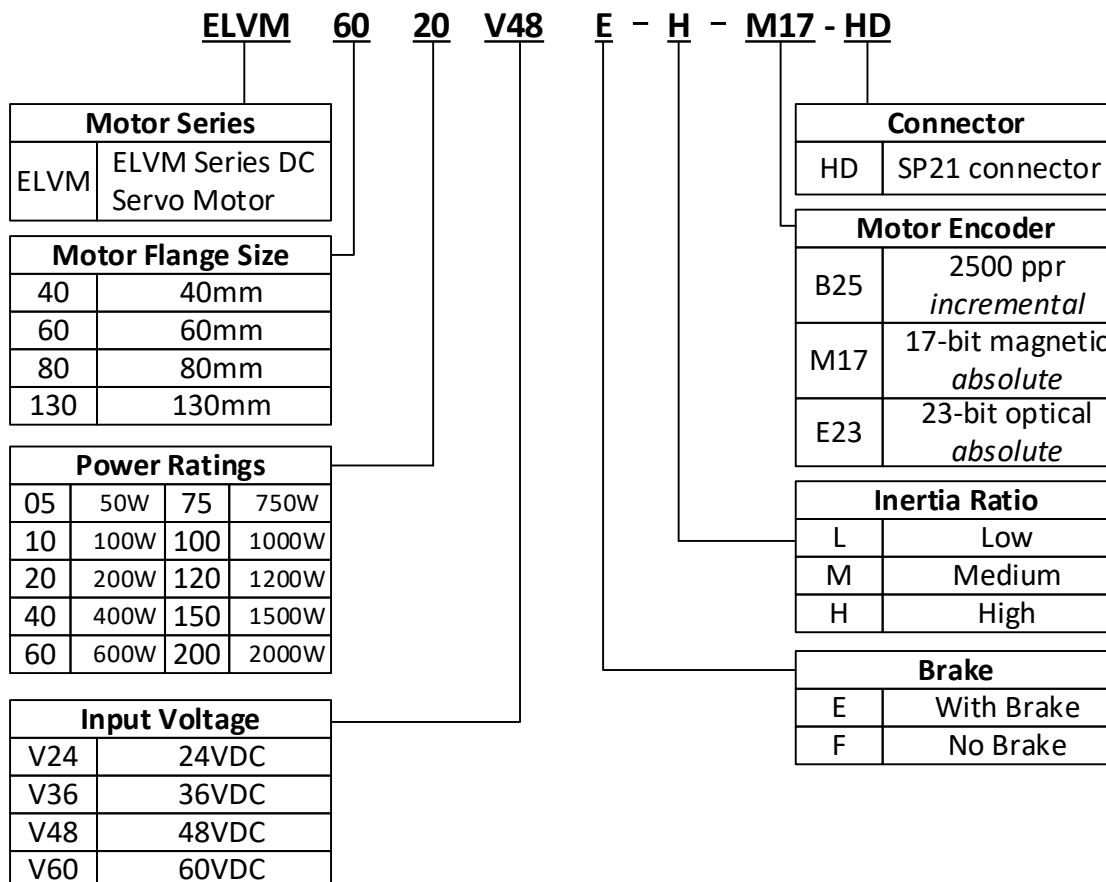 ELVM 60 20 V48 E - H - M17 - HD
Motor Series
ELVM ELVM Series DC
Servo Motor
Motor Flange Size
40 40mm
60 60mm
80 80mm
130 130mm
Power Ratings
05 50W 75 750W
10 100W 100 1000W
20 200W 120 1200W
40 400W 150 1500W
60 600W 200 2000W
Input Voltage
V24 24VDC
V36 36VDC
V48 48VDC
V60 60VDC
Connector
HD SP21 connector
Motor Encoder
B25 2500 ppr
incremental
M17 17-bit magnetic
absolute
E23 23-bit optical
absolute
Inertia Ratio
L Low
M Medium
H High
Brake
E With Brake
F No Brake